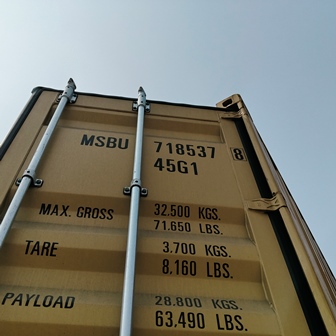 MSBU 718537 8
45G1
MAX. GROSS 32.500 KGS.
71.650 LBS.
TARE 3.700 KGS.
8.160 LBS.
PAYLOAD 28.800 KGS.
63.490 LBS.